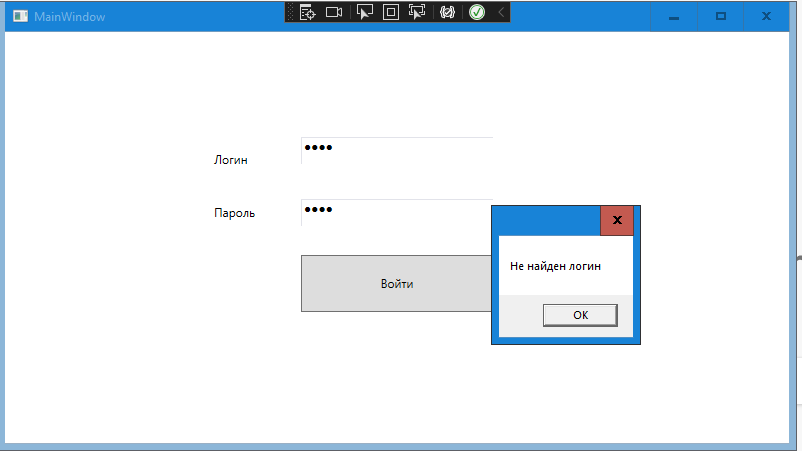 MainWindow
Логин
••••
Пароль
••••
Войти
Не найден логин
OK